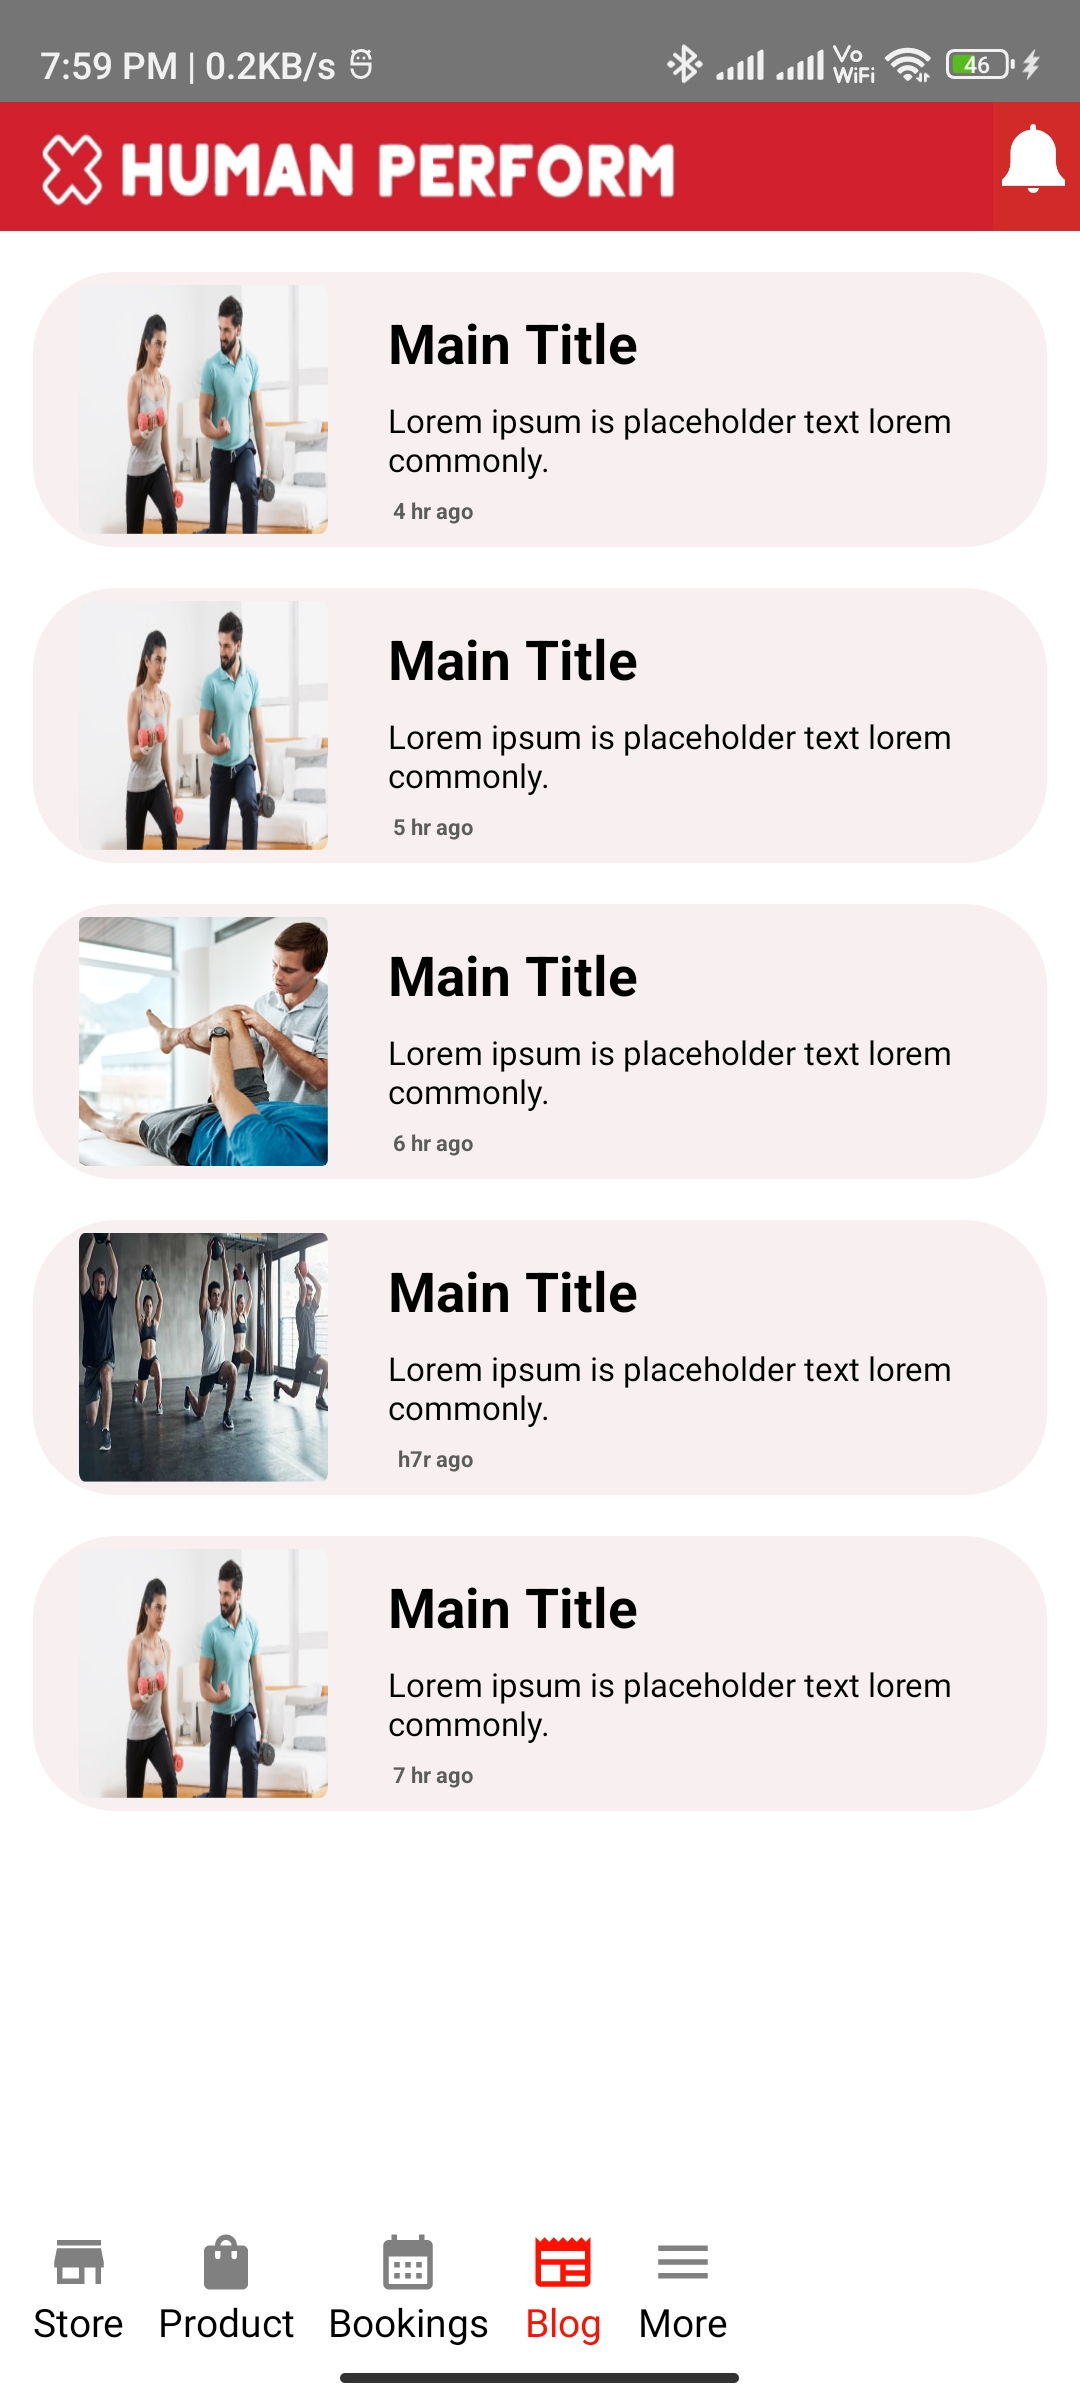 7:59 PM | 0.2KB/s
Vo
WiFi
46
HUMAN PERFORM
Main Title
Lorem ipsum is placeholder text lorem
commonly.
4 hr ago
Main Title
Lorem ipsum is placeholder text lorem
commonly.
5 hr ago
Main Title
Lorem ipsum is placeholder text lorem
commonly.
6 hr ago
Main Title
Lorem ipsum is placeholder text lorem
commonly.
h7r ago
Main Title
Lorem ipsum is placeholder text lorem
commonly.
7 hr ago
Store Product Bookings Blog More